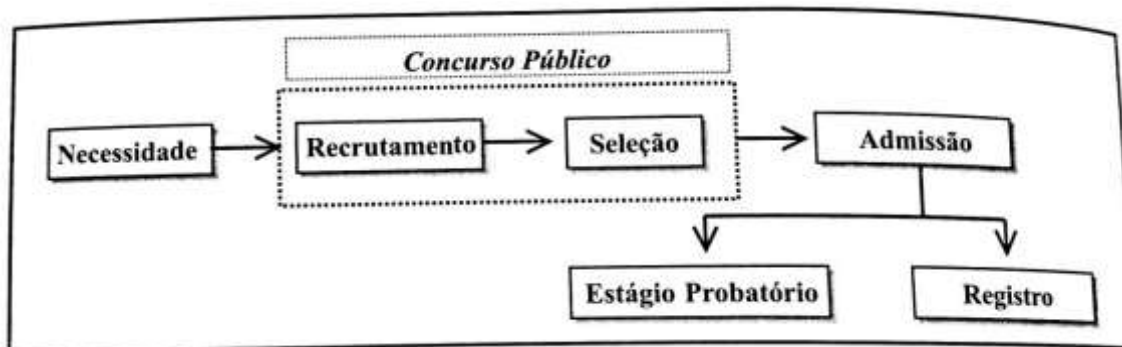 Concurso Público
Necessidade
Recrutamento
Seleção
Admissão
Estágio Probatório
Registro